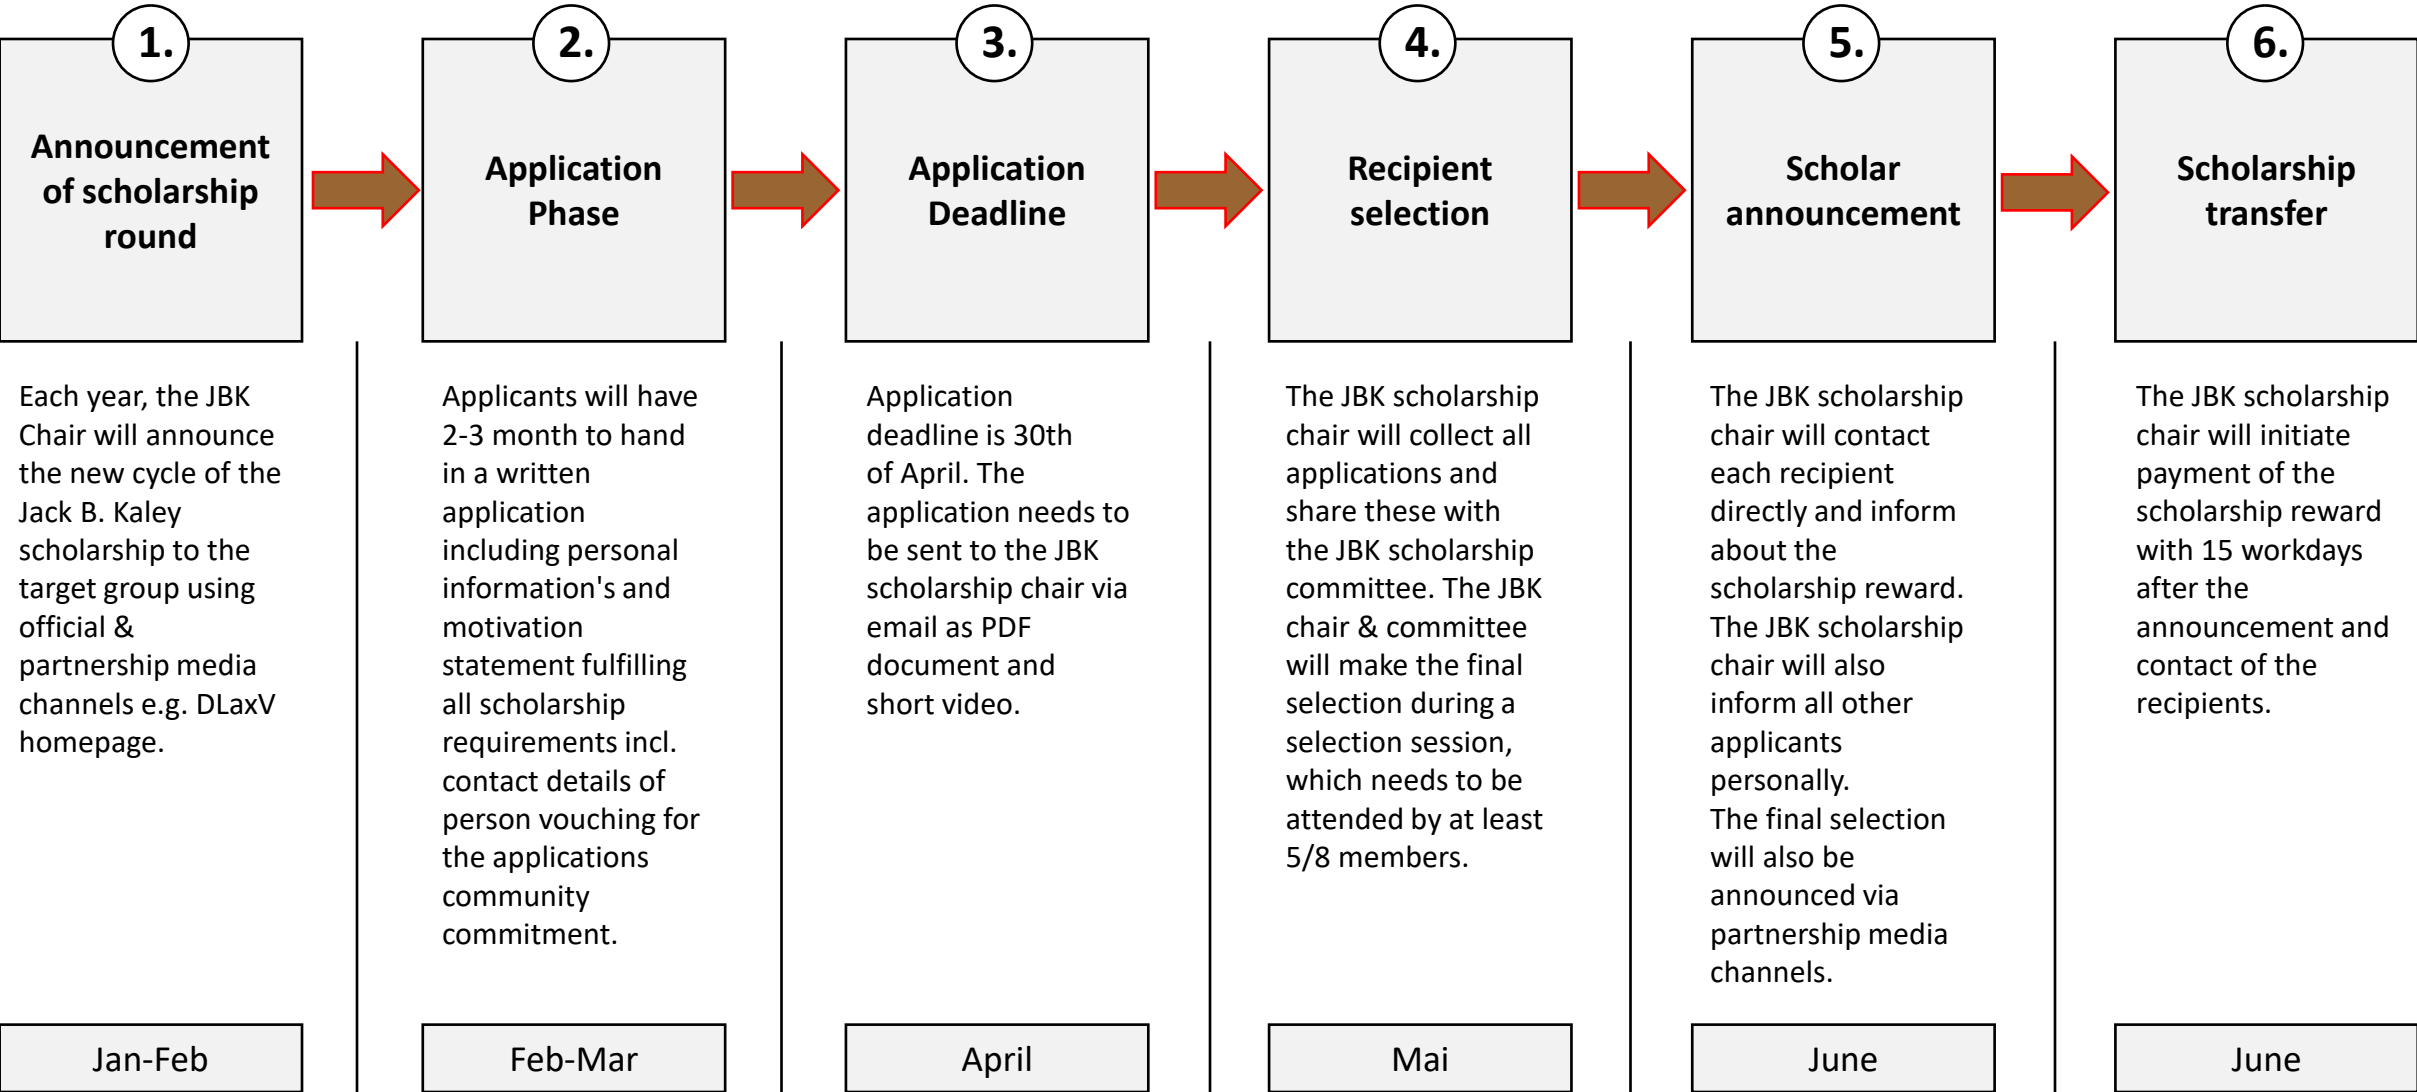 1.
Announcement
of scholarship
round
Each year, the JBK
Chair will announce
the new cycle of the
Jack B. Kaley
scholarship to the
target group using
official &
partnership media
channels e.g. DLaxV
homepage.
Jan-Feb
2.
Application
Phase
Applicants will have
2-3 month to hand
in a written
application
including personal
information's and
motivation
statement fulfilling
all scholarship
requirements incl.
contact details of
person vouching for
the applications
community
commitment.
Feb-Mar
3.
Application
Deadline
Application
deadline is 30th
of April. The
application needs to
be sent to the JBK
scholarship chair via
email as PDF
document and
short video.
April
4.
Recipient
selection
The JBK scholarship
chair will collect all
applications and
share these with
the JBK scholarship
committee. The JBK
chair & committee
will make the final
selection during a
selection session,
which needs to be
attended by at least
5/8 members.
Mai
5.
Scholar
announcement
The JBK scholarship
chair will contact
each recipient
directly and inform
about the
scholarship reward.
The JBK scholarship
chair will also
inform all other
applicants
personally.
The final selection
will also be
announced via
partnership media
channels.
June
6.
Scholarship
transfer
The JBK scholarship
chair will initiate
payment of the
scholarship reward
with 15 workdays
after the
announcement and
contact of the
recipients.
June